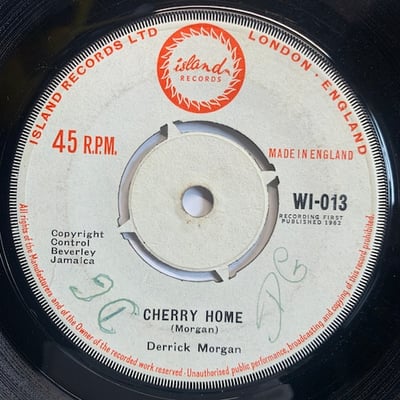 ISLAND RECORDS LTD LONDON · ENGLAND
island
RECORDS
45 R.P.M.
MADE IN ENGLAND
WI-013
RECORDING FIRST
PUBLISHED 1962
Copyright
Control
Beverley
Jamaica
CHERRY HOME
(Morgan)
Derrick Morgan
All rights of the Manufacturers and of the Owner of the recorded work reserved. Unauthorised public performance, broadcasting and copying of this record prohibited.